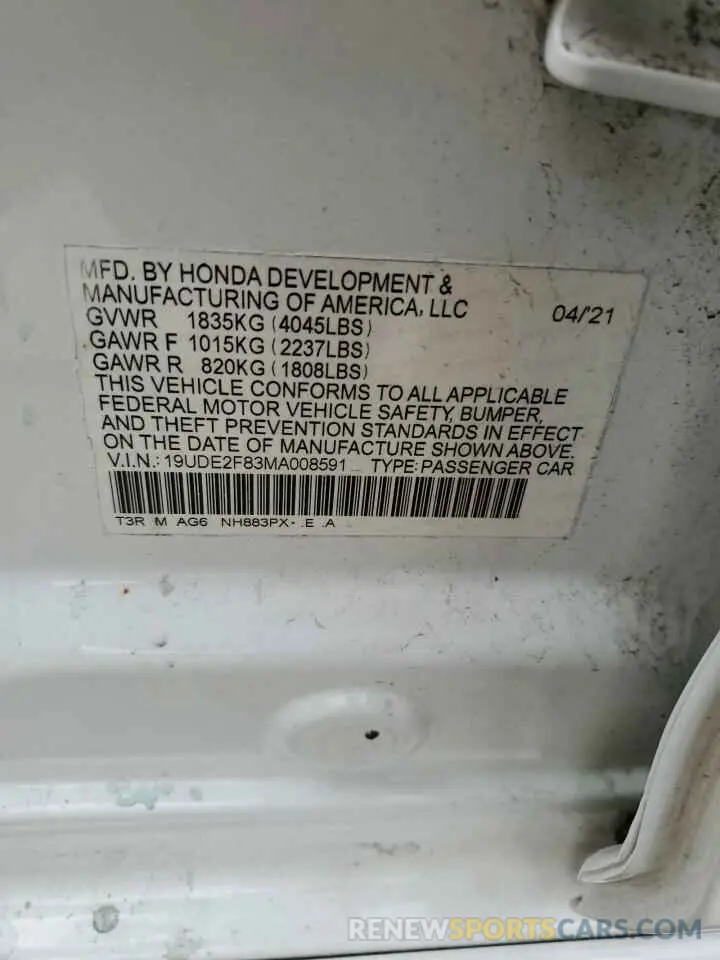 MFD. BY HONDA DEVELOPMENT &
MANUFACTURING OF AMERICA, LLC 04/'21
GVWR 1835KG (4045LBS)
GAWR F 1015KG (2237LBS)
GAWR R 820KG (1808LBS)
THIS VEHICLE CONFORMS TO ALL APPLICABLE
FEDERAL MOTOR VEHICLE SAFETY, BUMPER,
AND THEFT PREVENTION STANDARDS IN EFFECT
ON THE DATE OF MANUFACTURE SHOWN ABOVE.
V.I.N.: 19UDE2F83MA008591 TYPE: PASSENGER CAR
T3R M AG6 NH883PX- .E .A
RENEWSPORTSCARS.COM